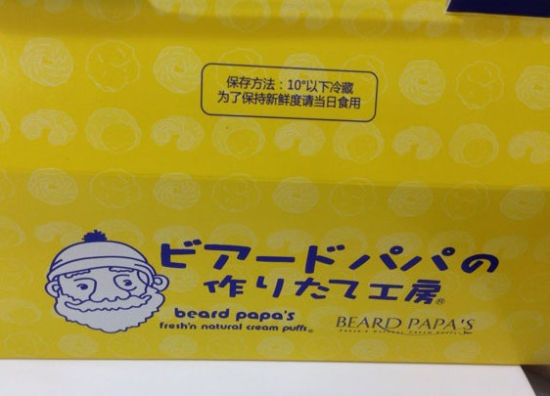 保存方法：10°以下冷藏
为了保持新鲜度请当日食用
ビアードパパの
作りたて工房®
beard papa's
fresh'n natural cream puffs®
BEARD PAPA'S